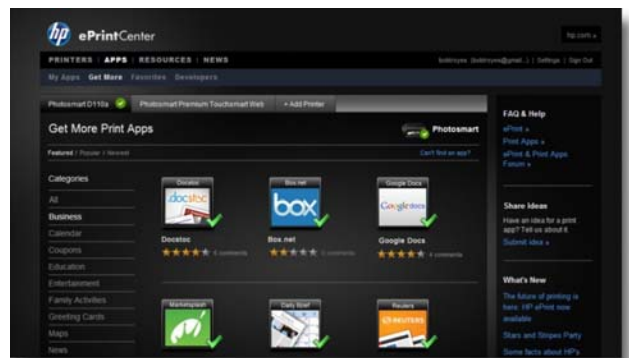 hp ePrintCenter
hp.com »
PRINTERS | APPS | RESOURCES | NEWS
Settings | Sign Out
My Apps Get More Favorites Developers
Photosmart D110a
Photosmart Premium Touchsmart Web
+ Add Printer
Get More Print Apps
Photosmart
Featured | Popular | Newest
Can't find an app?
Categories
All
Business
Calendar
Coupons
Education
Entertainment
Family Activities
Greeting Cards
Maps
News
Docstoc
docstoc
Docstoc
6 comments
Box.net
box
Box.net
comments
Google Docs
Google docs
Google Docs
comments
Marketsplash
Daily Brief
Reuters
REUTERS
FAQ & Help
ePrint »
Print Apps »
ePrint & Print Apps
Forum »
Share Ideas
Have an idea for a print
app? Tell us about it.
Submit idea »
What's New
The future of printing is
here: HP ePrint now
available
Stars and Stripes Party
Some facts about HP's